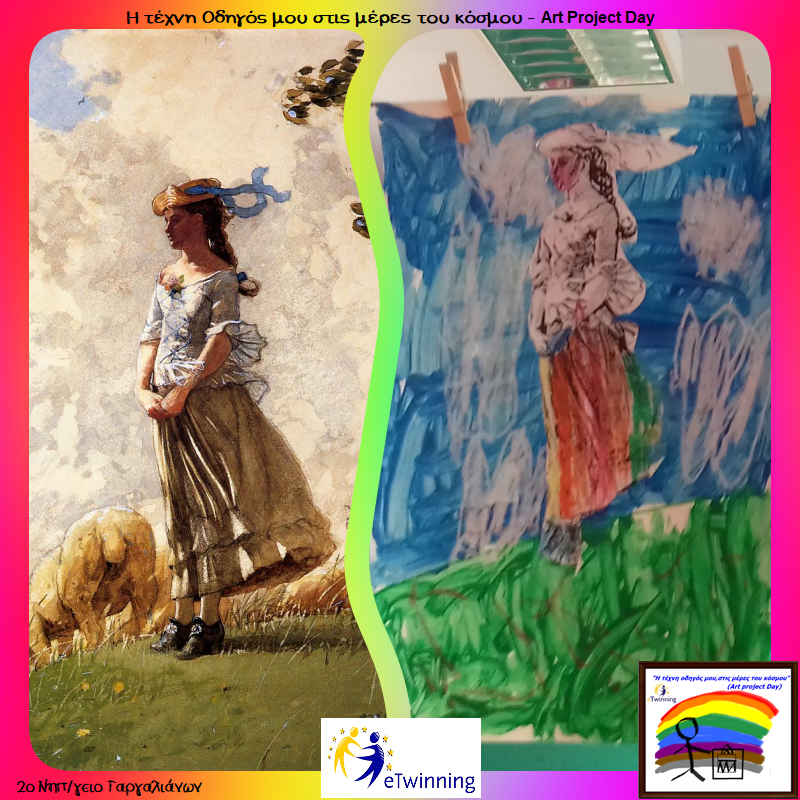 Η τέχνη Οδηγός μου στις μέρες του κόσμου - Art Project Day
"Η τέχνη οδηγός μου,στις μέρες του κόσμου"
(Art project Day)
eTwinning
eTwinning
2ο Νηπ/γειο Γαργαλιάνων